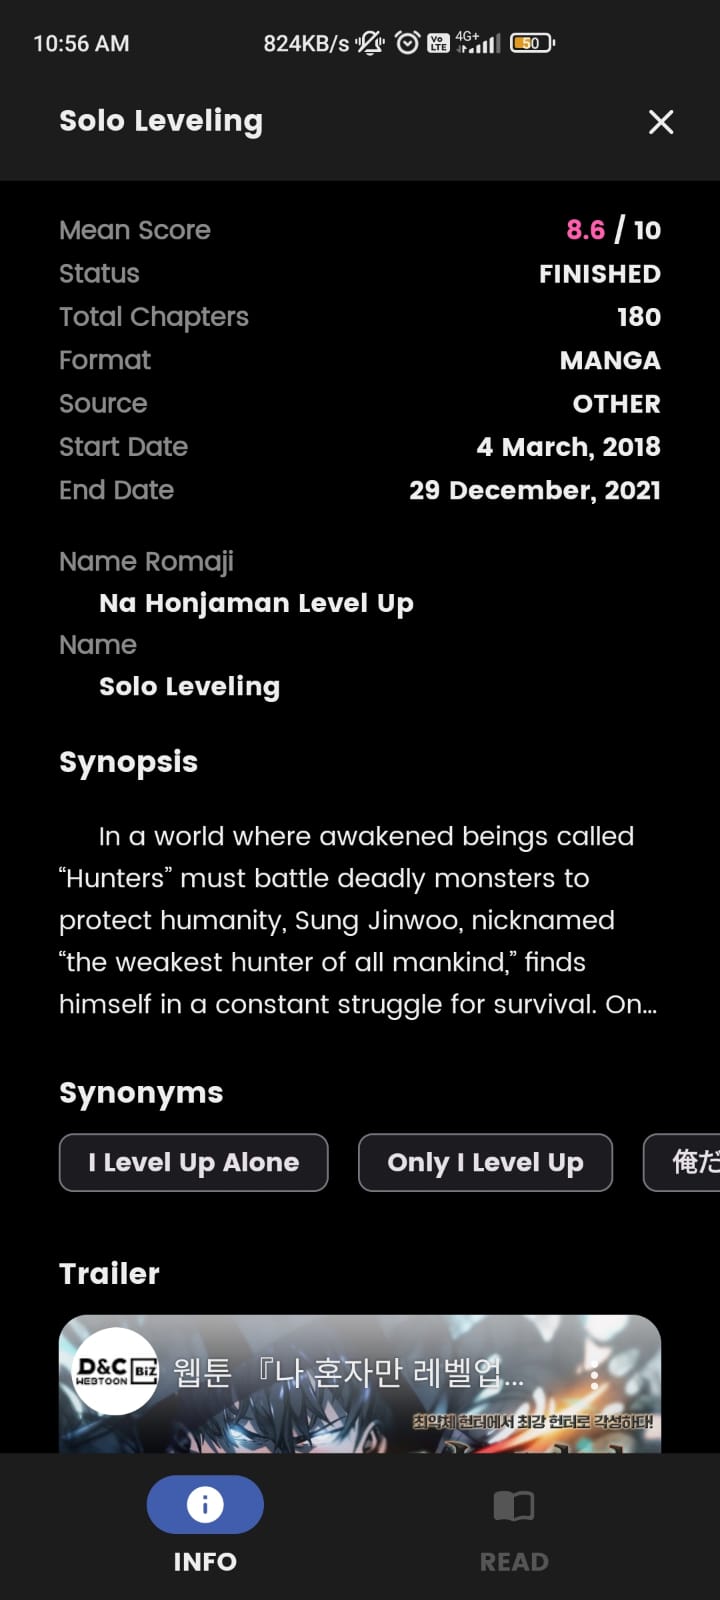 10:56 AM
824KB/s
Vo LTE
4G+
50
Solo Leveling
Mean Score
8.6 / 10
Status
FINISHED
Total Chapters
180
Format
MANGA
Source
OTHER
Start Date
4 March, 2018
End Date
29 December, 2021
Name Romaji
Na Honjaman Level Up
Name
Solo Leveling
Synopsis
In a world where awakened beings called
“Hunters” must battle deadly monsters to
protect humanity, Sung Jinwoo, nicknamed
“the weakest hunter of all mankind,” finds
himself in a constant struggle for survival. On...
Synonyms
I Level Up Alone
Only I Level Up
俺だ
Trailer
D&C BiZ
WEBTOON
웹툰 『나 혼자만 레벨업...
최약체 헌터에서 최강 헌터로 각성하다!
INFO
READ